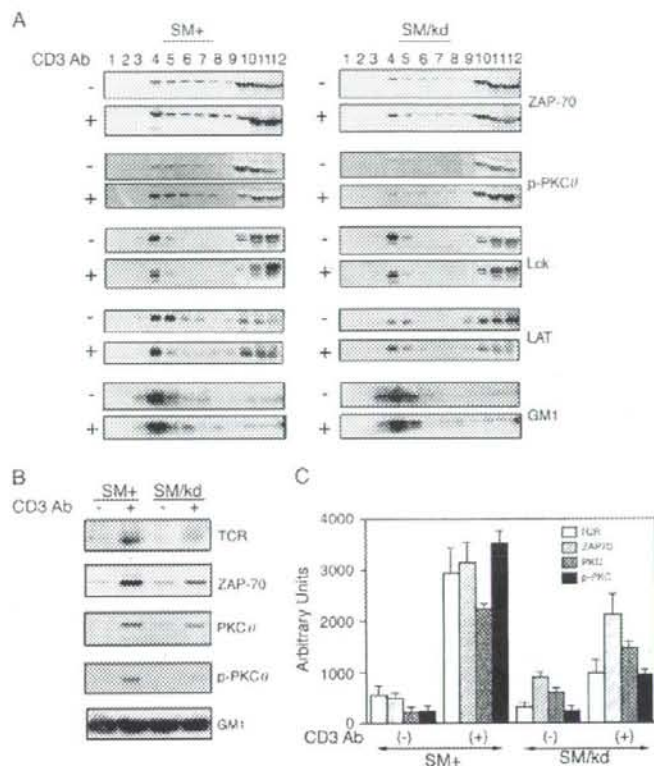 A
SM+
SM/kd
CD3 Ab 1 2 3 4 5 6 7 8 9 10 11 12
1 2 3 4 5 6 7 8 9 10 11 12
-
-
ZAP-70
+
+
-
-
p-PKCθ
+
+
-
-
Lck
+
+
-
-
LAT
+
+
-
-
GM1
+
+
B
SM+ SM/kd
CD3 Ab - + - +
TCR
ZAP-70
PKCθ
p-PKCθ
GM1
C
4000
3000
2000
1000
0
Arbitrary Units
TCR
ZAP70
PKC
p-PKC
CD3 Ab (-) (+) (-) (+)
SM+ SM/kd